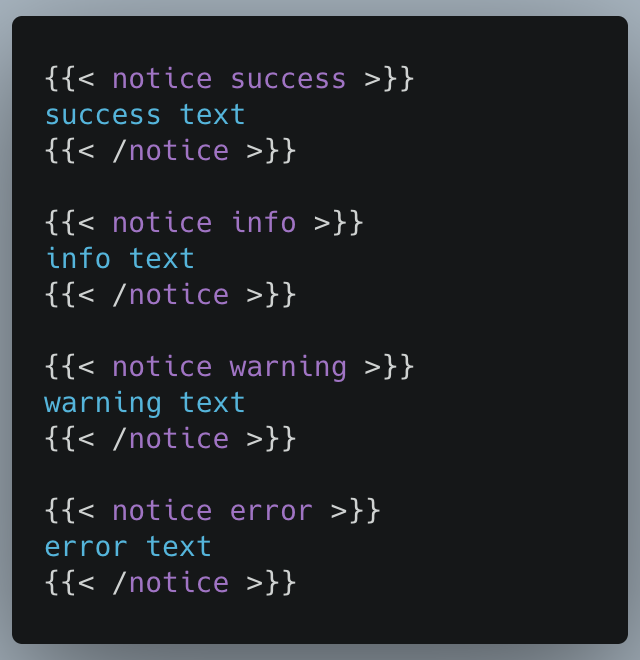 {{< notice success >}}
success text
{{< /notice >}}
{{< notice info >}}
info text
{{< /notice >}}
{{< notice warning >}}
warning text
{{< /notice >}}
{{< notice error >}}
error text
{{< /notice >}}